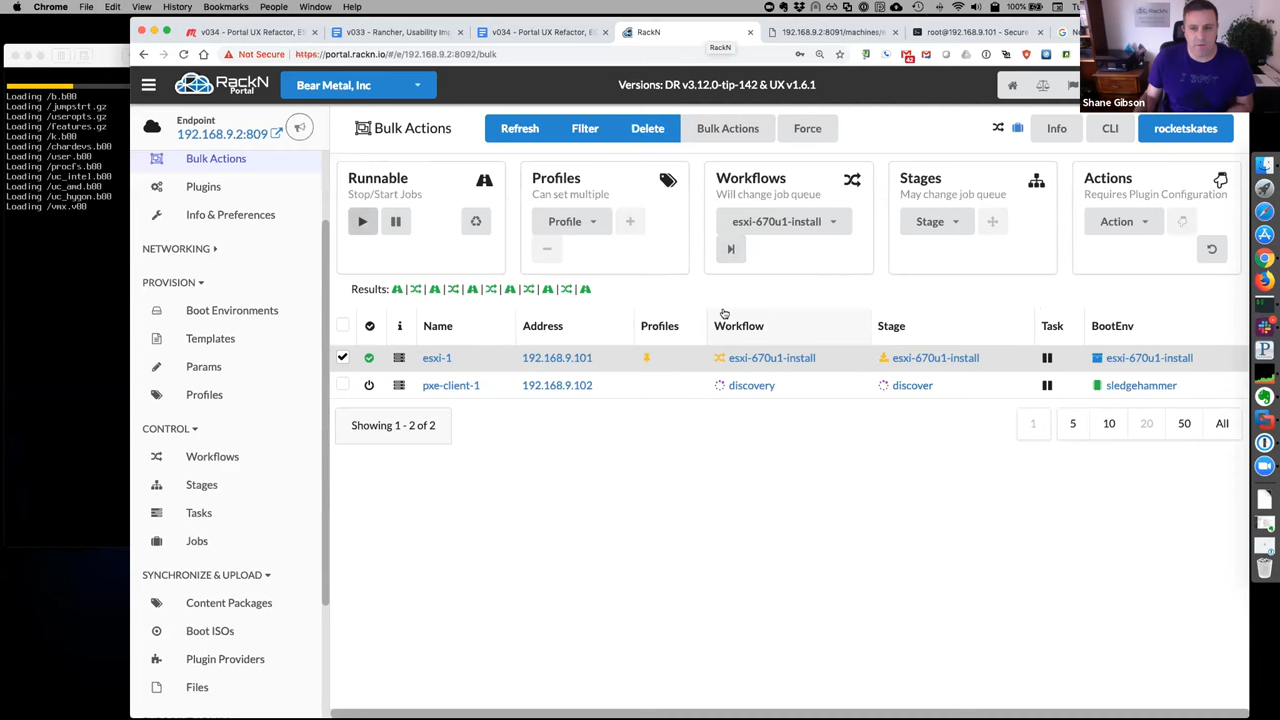 Chrome File Edit View History Bookmarks People Window Help 100%
v034 - Portal UX Refactor, E
v033 - Rancher, Usability Im
v034 - Portal UX Refactor, E
RackN
192.168.9.2:8091/machines/
root@192.168.9.101 - Secure
RackN
Not Secure https://portal.rackn.io/#/e/192.168.9.2:8092/bulk
Loading /b.b00
Loading /jumpstrt.gz
Loading /useropts.gz
Loading /features.gz
Loading /k.b00
Loading /chardevs.b00
Loading /user.b00
Loading /procfs.b00
Loading /uc_intel.b00
Loading /uc_amd.b00
Loading /uc_hygon.b00
Loading /vmx.v00
RackN Portal
Bear Metal, Inc
Versions: DR v3.12.0-tip-142 & UX v1.6.1
Shane Gibson
Endpoint
192.168.9.2:809
Bulk Actions
Plugins
Info & Preferences
NETWORKING
PROVISION
Boot Environments
Templates
Params
Profiles
CONTROL
Workflows
Stages
Tasks
Jobs
SYNCHRONIZE & UPLOAD
Content Packages
Boot ISOs
Plugin Providers
Files
Bulk Actions Refresh Filter Delete Bulk Actions Force Info CLI rocketskates
Runnable
Stop/Start Jobs
Profiles
Can set multiple
Profile
Workflows
Will change job queue
esxi-670u1-install
Stages
May change job queue
Stage
Actions
Requires Plugin Configuration
Action
Results:
Name Address Profiles Workflow Stage Task BootEnv
esxi-1 192.168.9.101 esxi-670u1-install esxi-670u1-install esxi-670u1-install
pxe-client-1 192.168.9.102 discovery discover sledgehammer
Showing 1 - 2 of 2
1 5 10 20 50 All